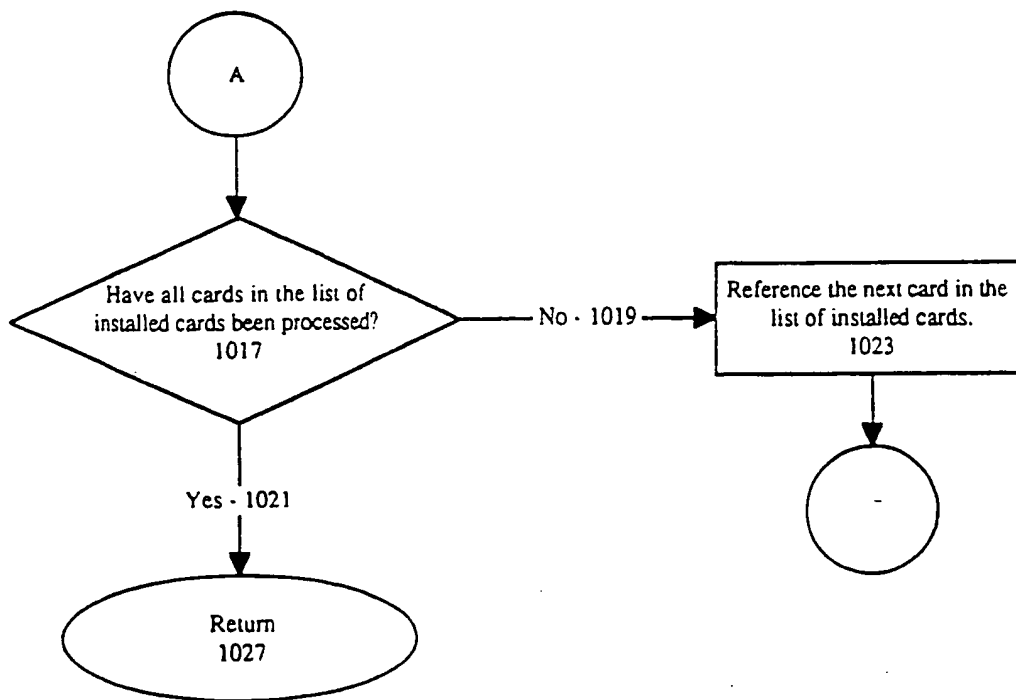 A
Have all cards in the list of
installed cards been processed?
1017
No - 1019
Reference the next card in the
list of installed cards.
1023
-
Yes - 1021
Return
1027